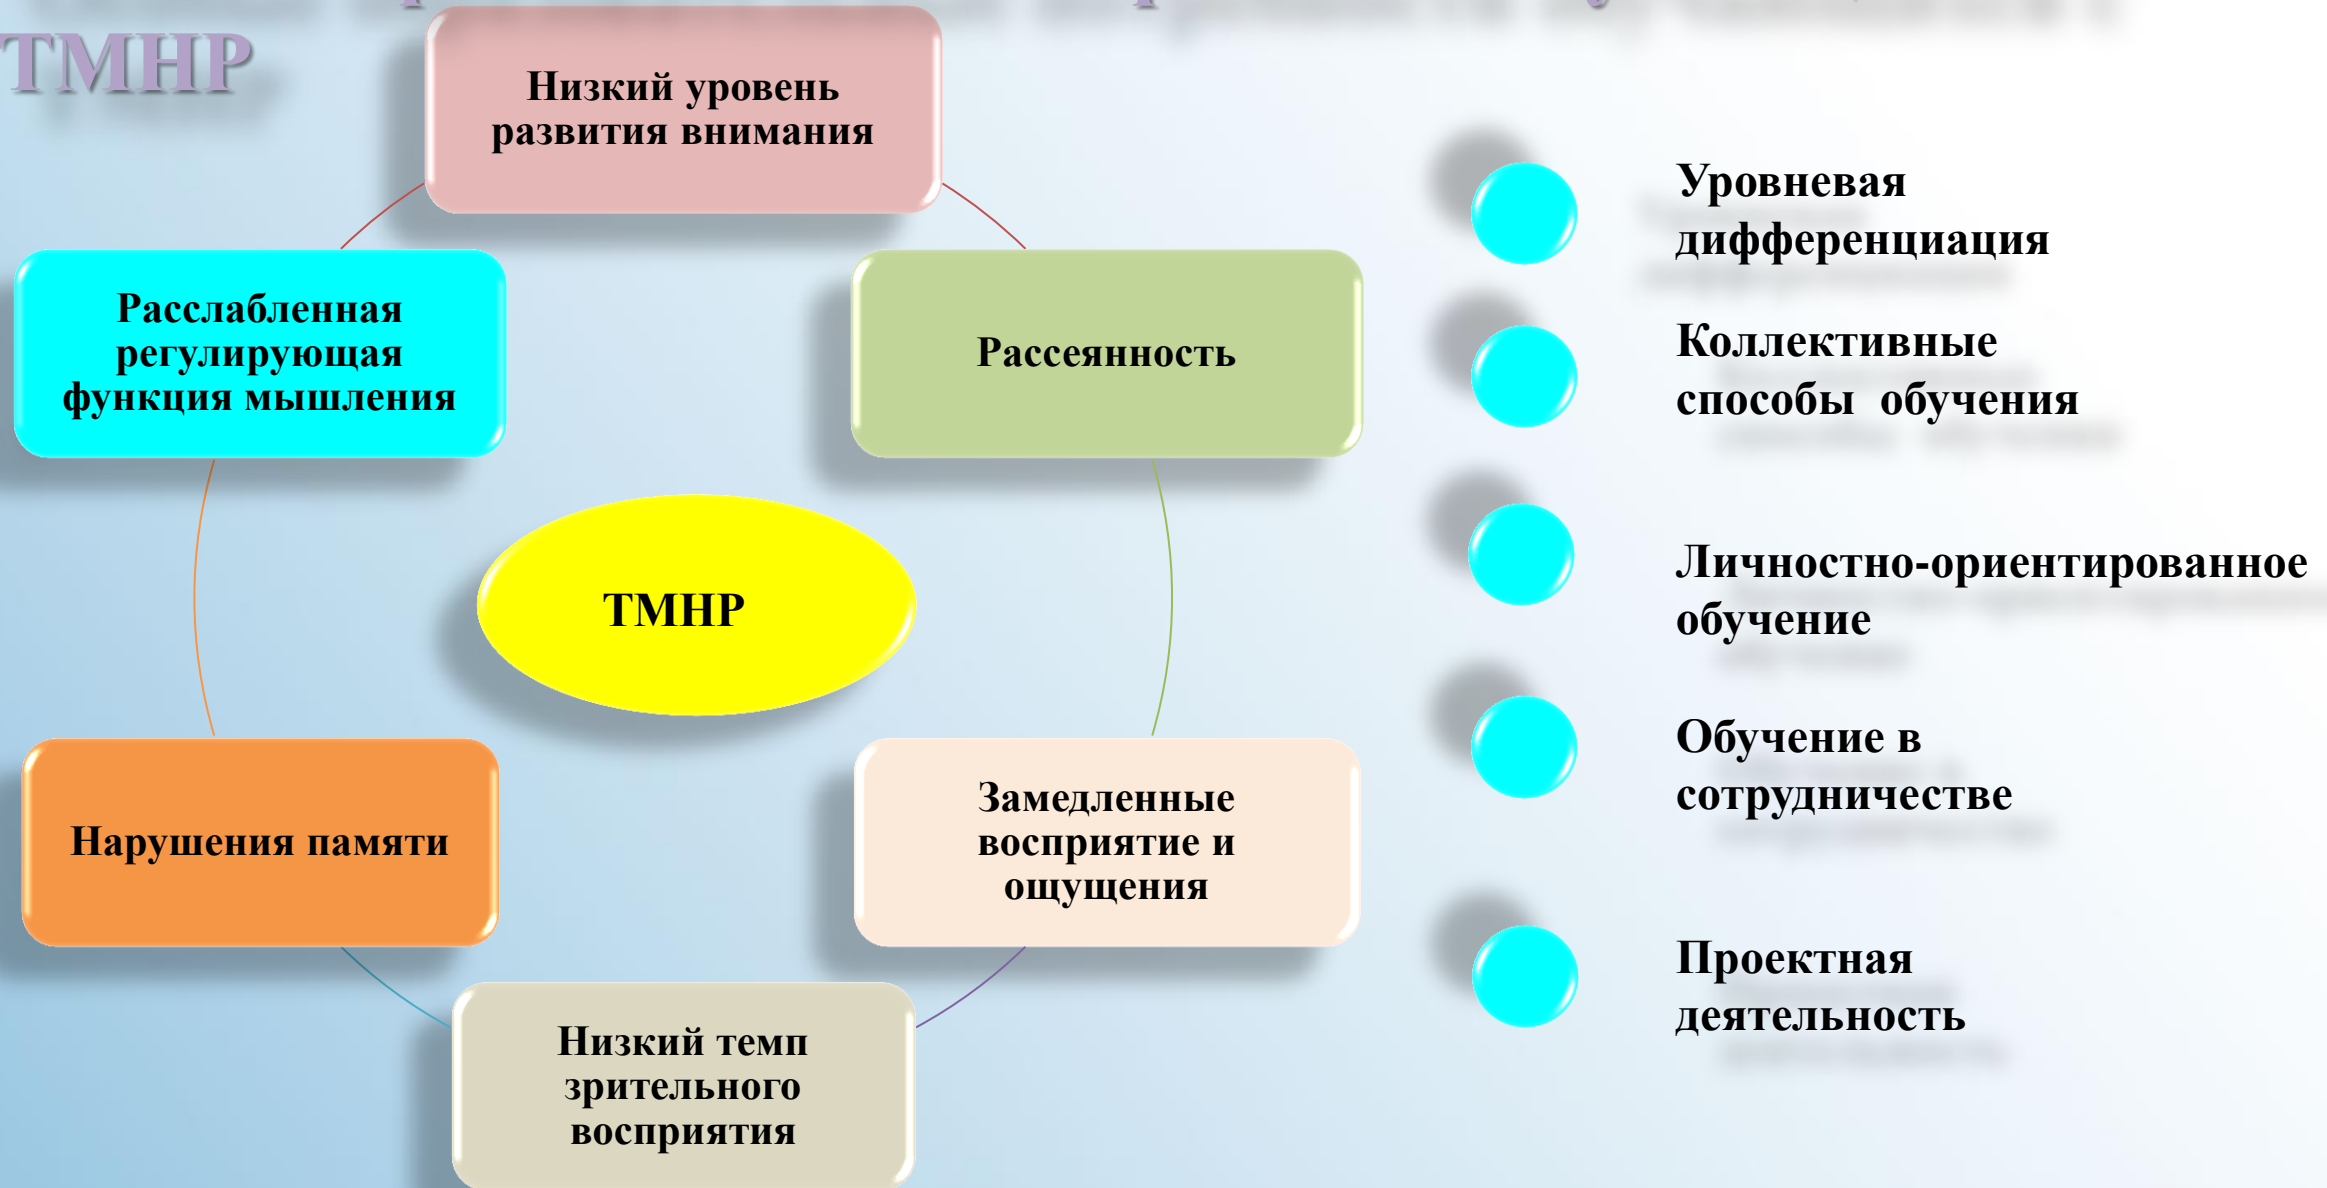 ТМНР
Низкий уровень
развития внимания
Рассеянность
Замедленные
восприятие и
ощущения
Низкий темп
зрительного
восприятия
Нарушения памяти
Расслабленная
регулирующая
функция мышления
ТМНР
Уровневая
дифференциация
Коллективные
способы обучения
Личностно-ориентированное
обучение
Обучение в
сотрудничестве
Проектная
деятельность